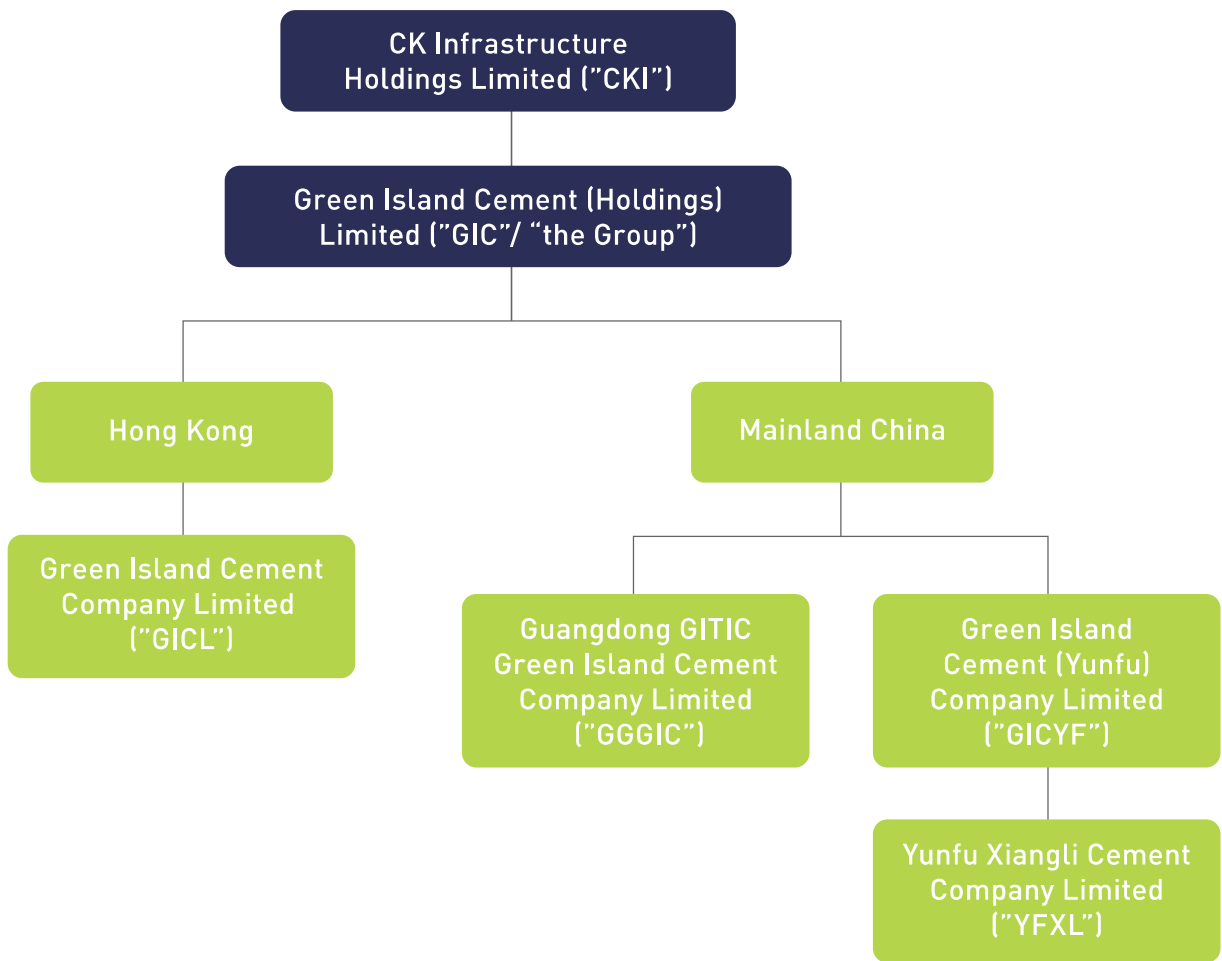 CK Infrastructure
Holdings Limited (”CKI”)
Green Island Cement (Holdings)
Limited (”GIC”/ “the Group”)
Hong Kong
Mainland China
Green Island Cement
Company Limited
(”GICL”)
Guangdong GITIC
Green Island Cement
Company Limited
(”GGGIC”)
Green Island
Cement (Yunfu)
Company Limited
(”GICYF”)
Yunfu Xiangli Cement
Company Limited
(”YFXL”)